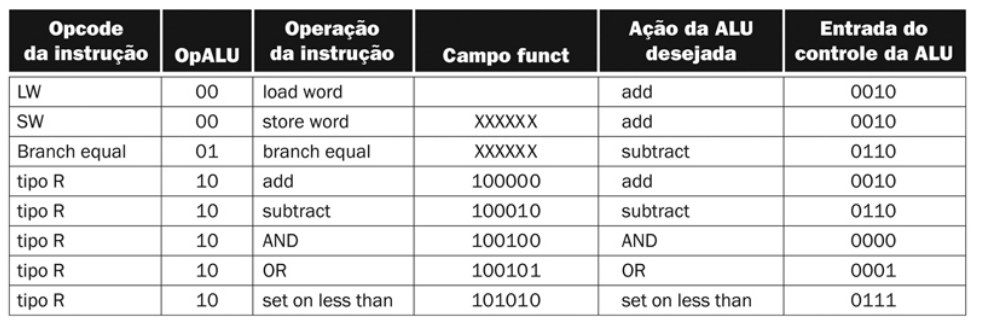 Opcode da instrução | OpALU | Operação da instrução | Campo funct | Ação da ALU desejada | Entrada do controle da ALU
LW | 00 | load word | | add | 0010
SW | 00 | store word | XXXXXX | add | 0010
Branch equal | 01 | branch equal | XXXXXX | subtract | 0110
tipo R | 10 | add | 100000 | add | 0010
tipo R | 10 | subtract | 100010 | subtract | 0110
tipo R | 10 | AND | 100100 | AND | 0000
tipo R | 10 | OR | 100101 | OR | 0001
tipo R | 10 | set on less than | 101010 | set on less than | 0111